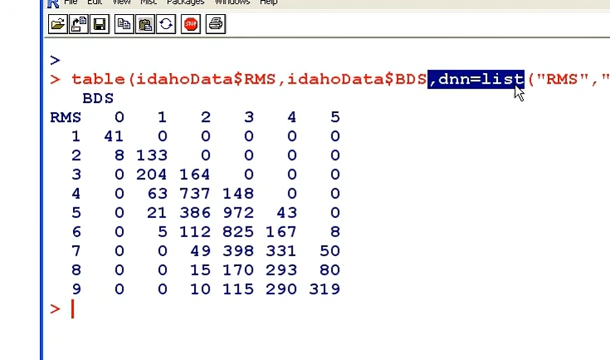 File Edit View Misc Packages Windows Help
STOP
>
> table(idahoData$RMS,idahoData$BDS,dnn=list("RMS","
BDS
RMS 0 1 2 3 4 5
1 41 0 0 0 0 0
2 8 133 0 0 0 0
3 0 204 164 0 0 0
4 0 63 737 148 0 0
5 0 21 386 972 43 0
6 0 5 112 825 167 8
7 0 0 49 398 331 50
8 0 0 15 170 293 80
9 0 0 10 115 290 319
>